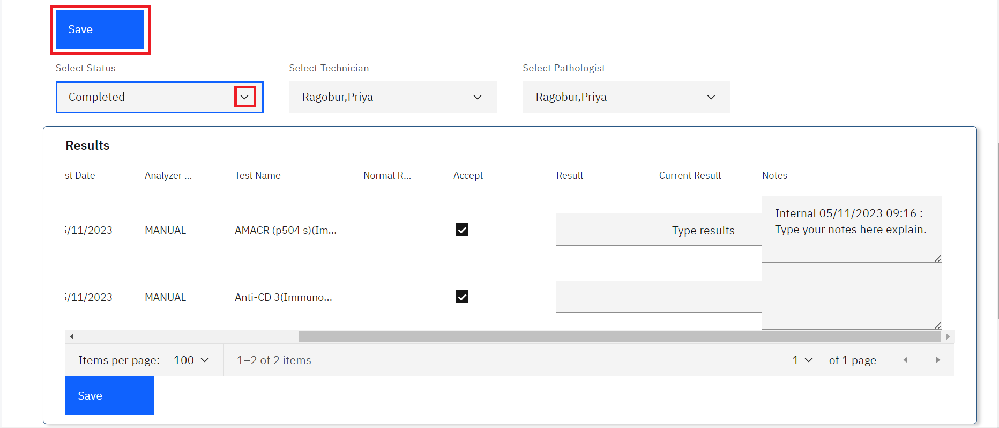 Save
Select Status
Select Technician
Select Pathologist
Completed
Ragobur,Priya
Ragobur,Priya
Results
st Date
Analyzer ...
Test Name
Normal R...
Accept
Result
Current Result
Notes
5/11/2023
MANUAL
AMACR (p504 s)(Im...
Type results
Internal 05/11/2023 09:16 :
Type your notes here explain.
5/11/2023
MANUAL
Anti-CD 3(Immuno...
Items per page: 100
1–2 of 2 items
1
of 1 page
Save